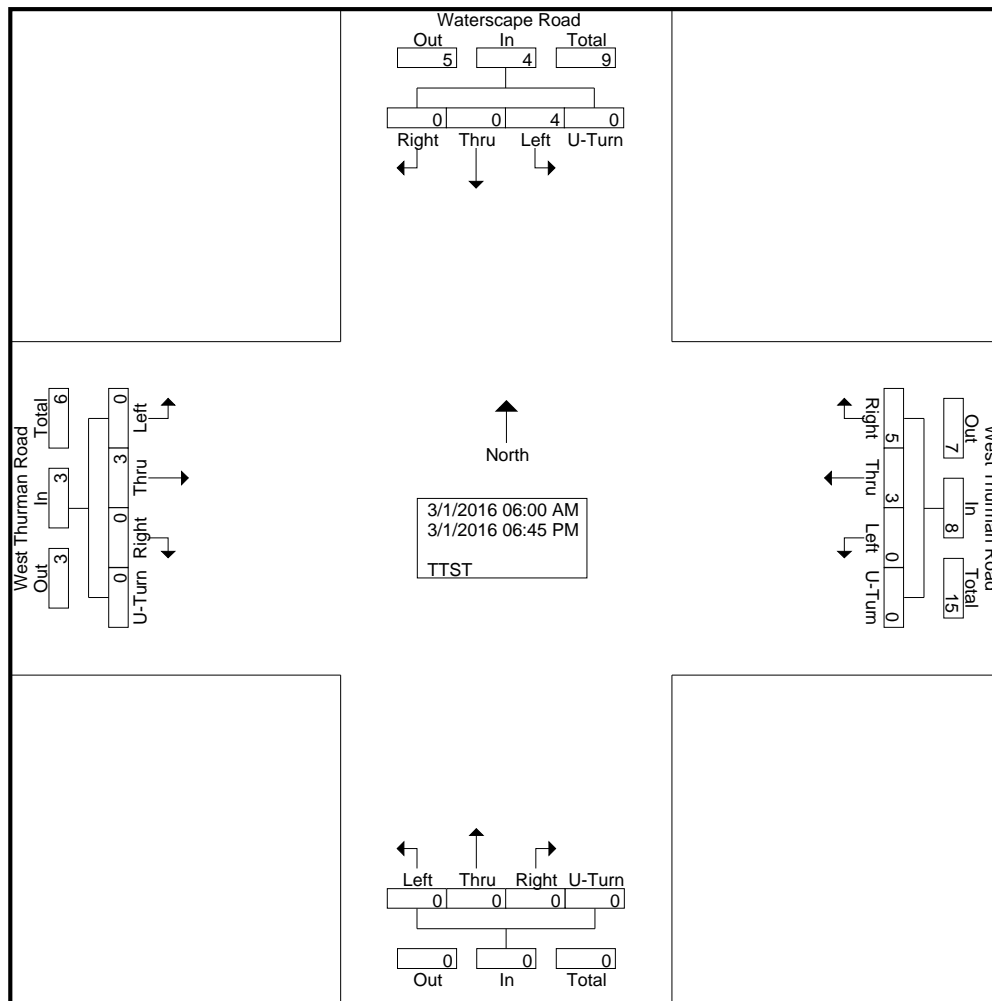 Waterscape Road
Out In Total
5 4 9
0 0 4 0
Right Thru Left U-Turn
West Thurman Road
Total In Out
6 3 3
0 3 0 0
Left Thru Right U-Turn
North
3/1/2016 06:00 AM
3/1/2016 06:45 PM
TTST
West Thurman Road
Out In Total
7 8 15
5 3 0 0
Right Thru Left U-Turn
Left Thru Right U-Turn
0 0 0 0
0 0 0
Out In Total